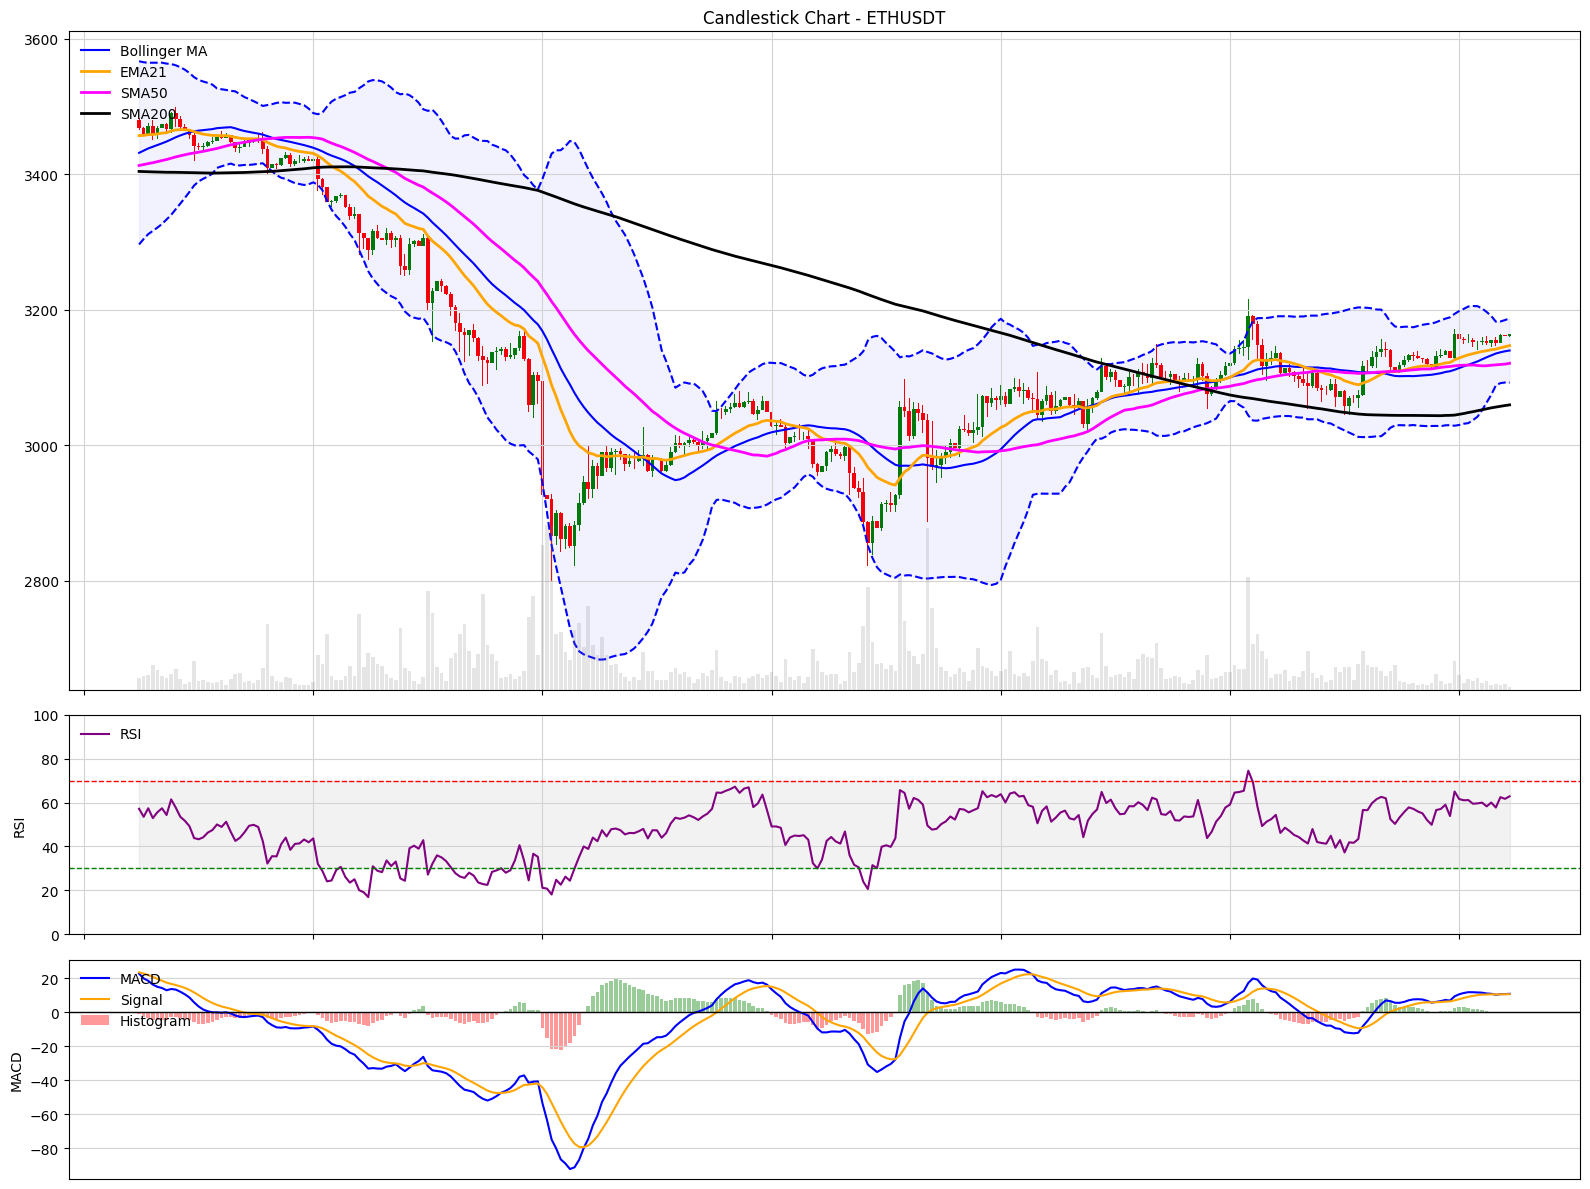 Candlestick Chart - ETHUSDT
3600
3400
3200
3000
2800
Bollinger MA
EMA21
SMA50
SMA200
100
80
60
40
20
0
RSI
RSI
20
0
−20
−40
−60
−80
MACD
MACD
Signal
Histogram